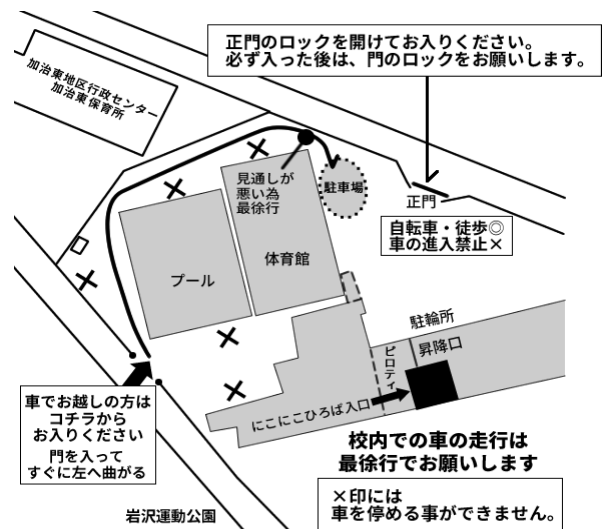 正門のロックを開けてお入りください。
必ず入った後は、門のロックをお願いします。
加治東地区行政センター
加治東保育所
見通しが
悪い為
最徐行
駐車場
正門
自転車・徒歩◎
車の進入禁止×
プール
体育館
駐輪所
昇降口
ピロティ
にこにこひろば入口
車でお越しの方は
コチラから
お入りください
門を入って
すぐに左へ曲がる
校内での車の走行は
最徐行でお願いします
×印には
車を停める事ができません。
岩沢運動公園